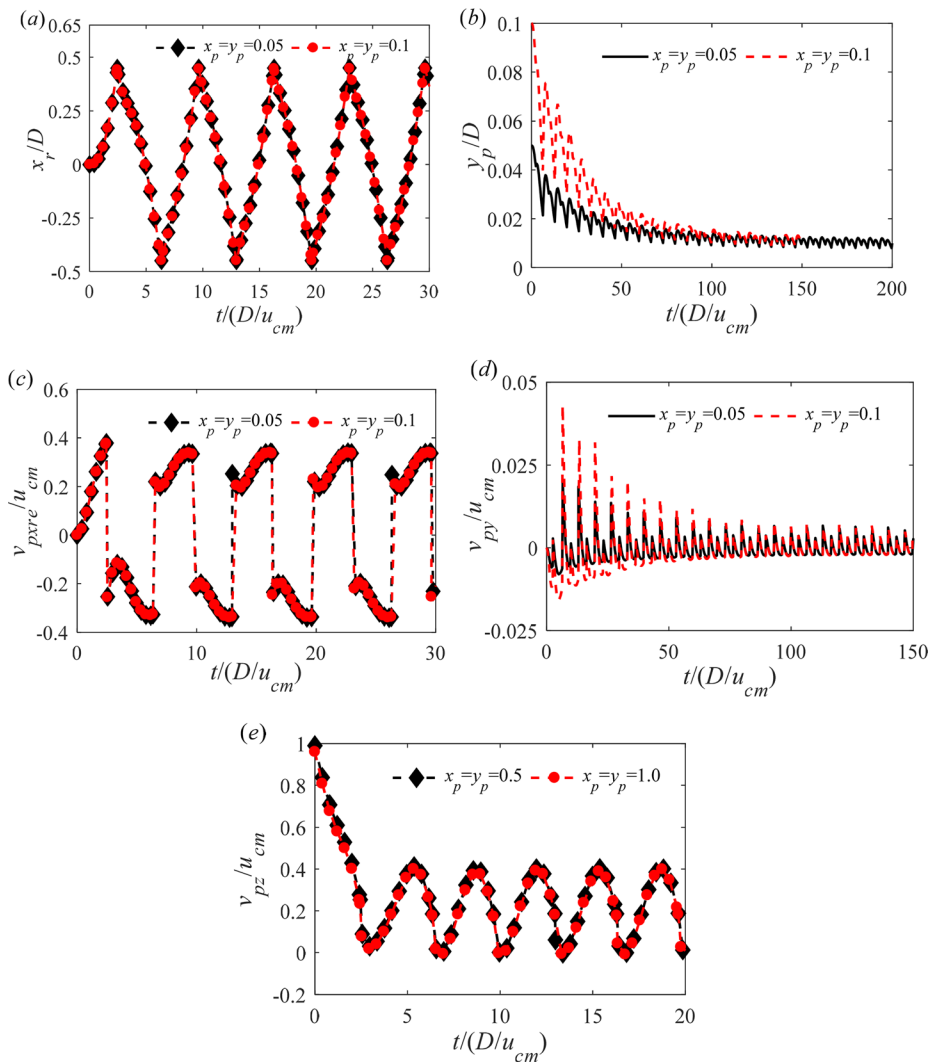 (a)
0.65
0.5
0.25
0
-0.25
-0.5
x_r/D
x_p=y_p=0.05
x_p=y_p=0.1
0 5 10 15 20 25 30
t/(D/u_cm)
(b)
0.1
0.08
0.06
0.04
0.02
0
y_p/D
x_p=y_p=0.05
x_p=y_p=0.1
0 50 100 150 200
t/(D/u_cm)
(c)
0.6
0.4
0.2
0
-0.2
-0.4
v_pxre/u_cm
x_p=y_p=0.05
x_p=y_p=0.1
0 10 20 30
t/(D/u_cm)
(d)
0.05
0.025
0
-0.025
v_py/u_cm
x_p=y_p=0.05
x_p=y_p=0.1
0 50 100 150
t/(D/u_cm)
(e)
1
0.8
0.6
0.4
0.2
0
-0.2
v_pz/u_cm
x_p=y_p=0.5
x_p=y_p=1.0
0 5 10 15 20
t/(D/u_cm)